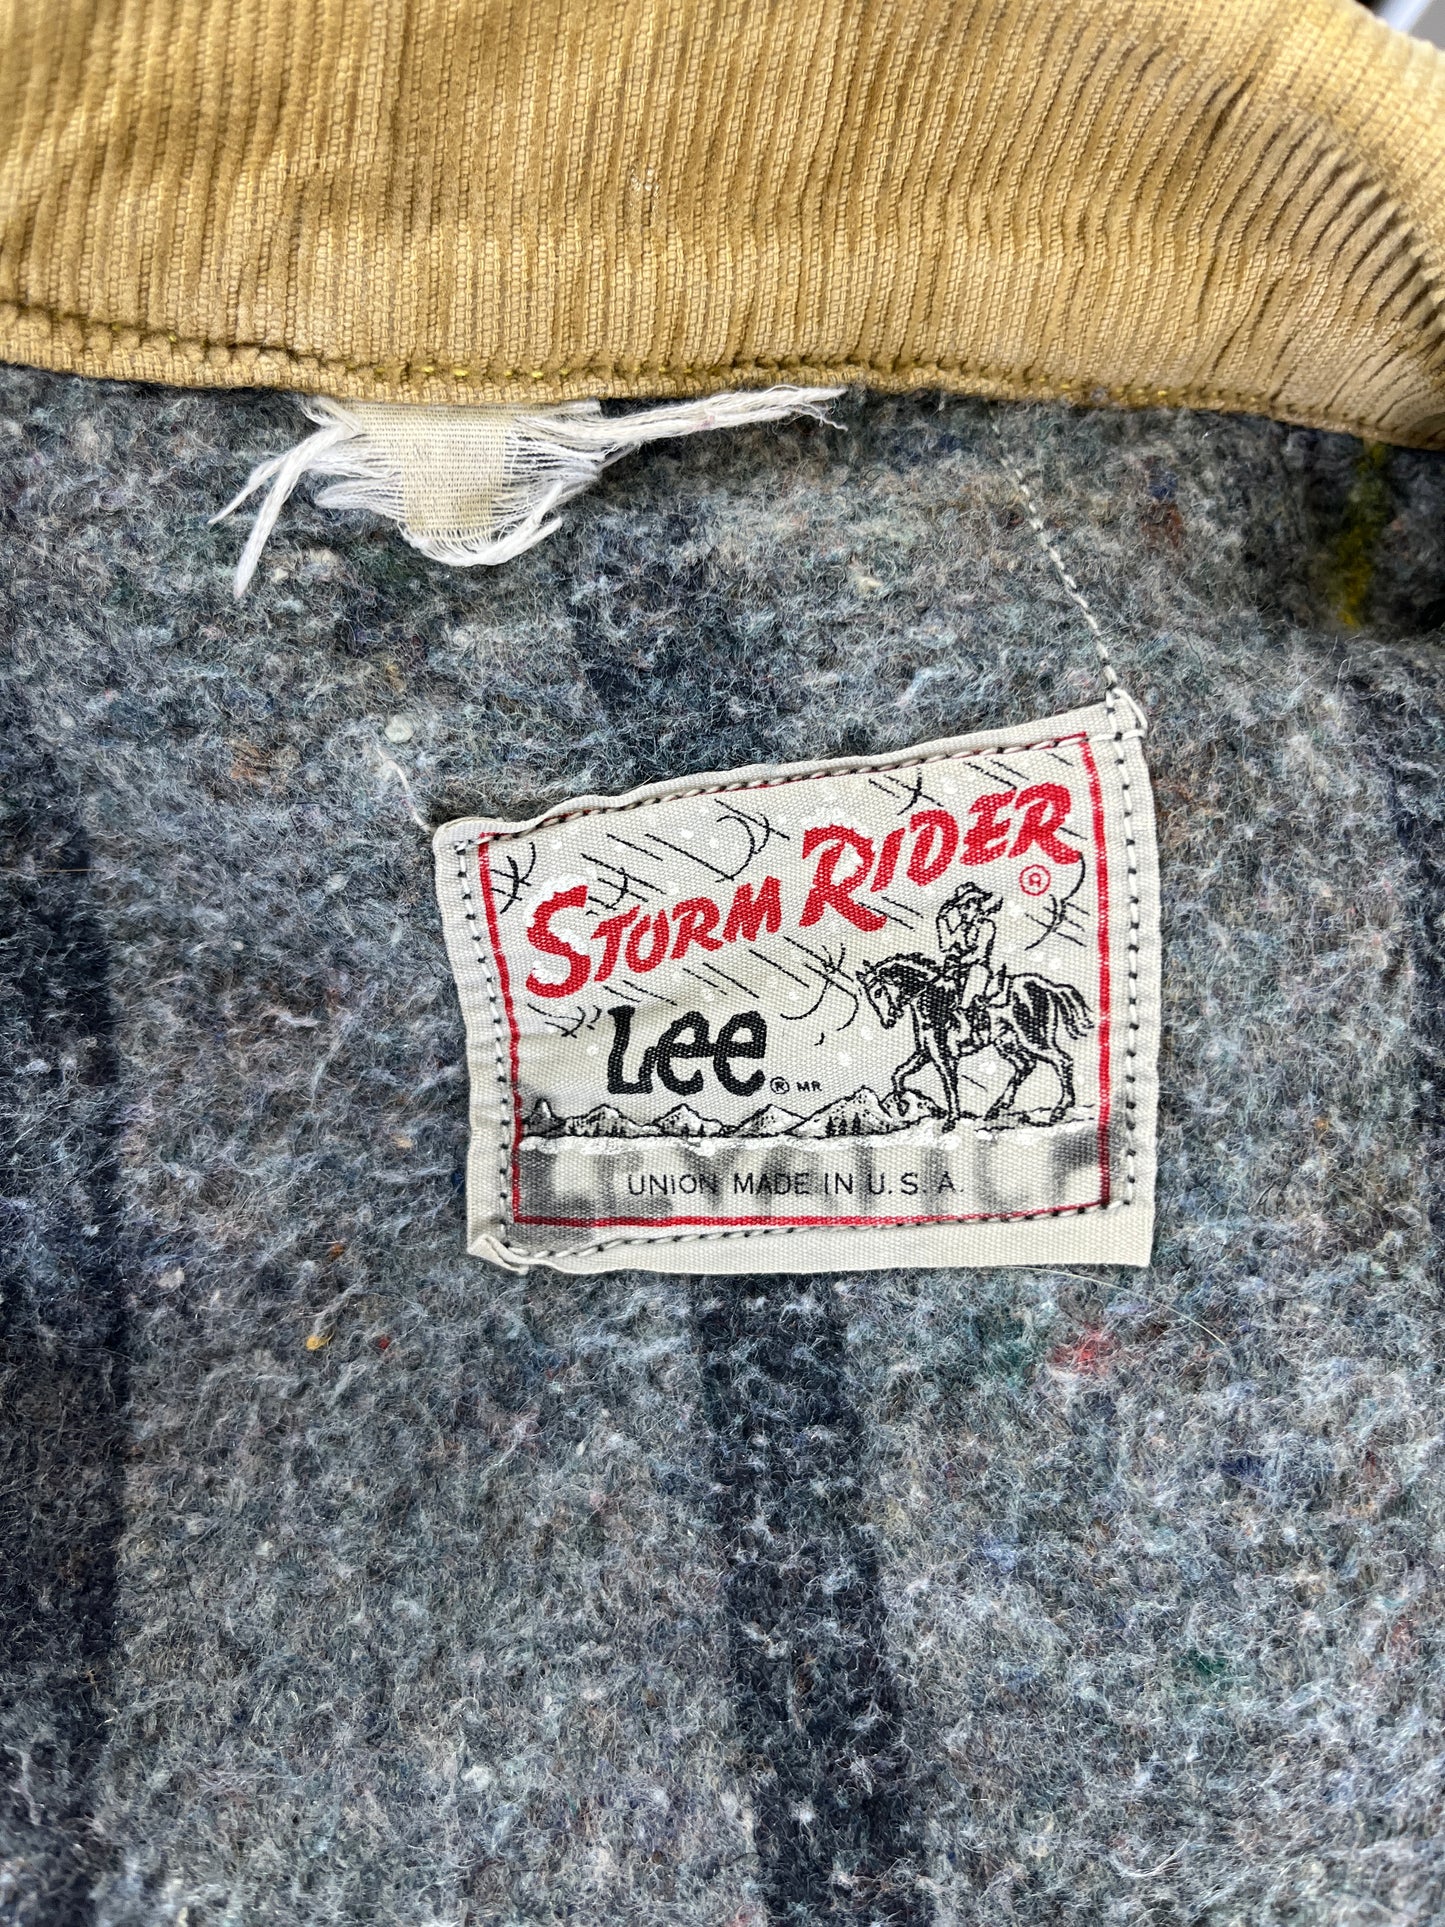 STORM RIDER ®
Lee ® MR
UNION MADE IN U.S.A.